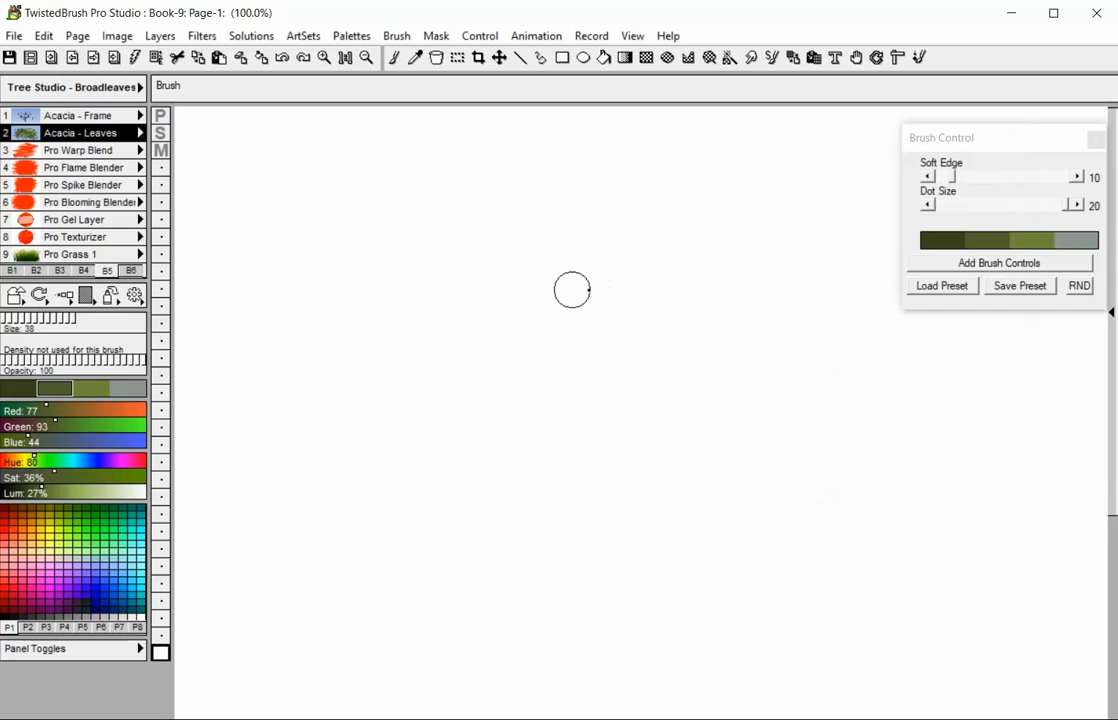 TwistedBrush Pro Studio : Book-9: Page-1:  (100.0%)
File Edit Page Image Layers Filters Solutions ArtSets Palettes Brush Mask Control Animation Record View Help
Tree Studio - Broadleaves
Brush
1 Acacia - Frame
2 Acacia - Leaves
3 Pro Warp Blend
4 Pro Flame Blender
5 Pro Spike Blender
6 Pro Blooming Blender
7 Pro Gel Layer
8 Pro Texturizer
9 Pro Grass 1
B1 B2 B3 B4 B5 B6
P
S
M
Size: 38
Density not used for this brush
Opacity: 100
Red: 77
Green: 93
Blue: 44
Hue: 80
Sat: 36%
Lum: 27%
P1 P2 P3 P4 P5 P6 P7 P8
Panel Toggles
Brush Control
Soft Edge
10
Dot Size
20
Add Brush Controls
Load Preset Save Preset RND